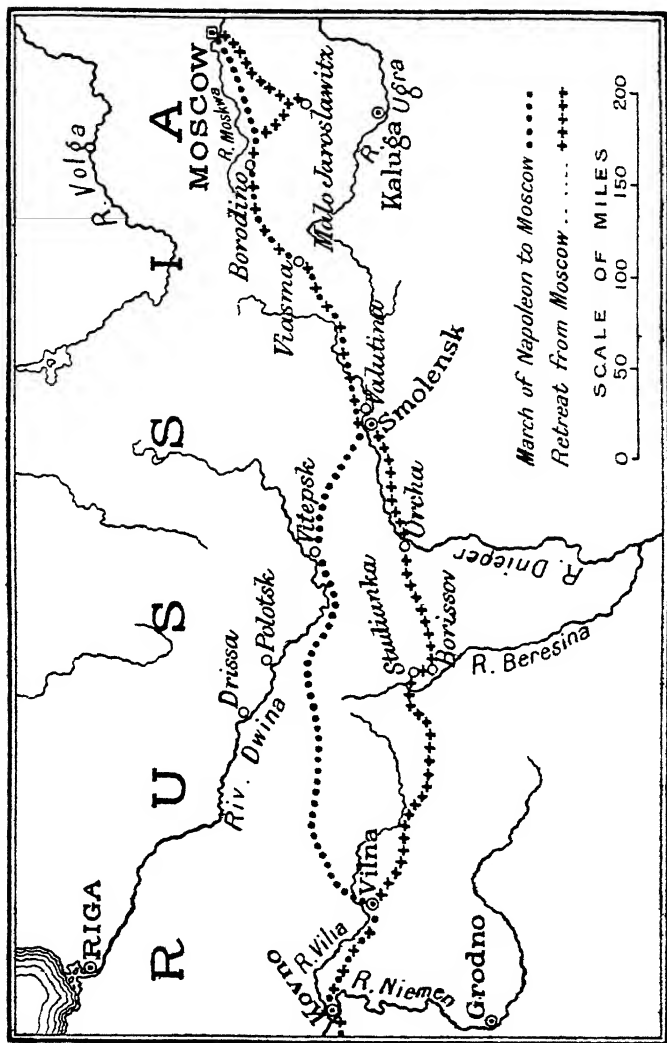 R U S S I A
RIGA
Riv. Dwina
Drissa
Polotsk
Vitepsk
R. Volga
MOSCOW
R. Moskwa
Borodino
Malo Jaroslawitz
Viasma
Kaluga
R. Ugra
Valutina
Smolensk
Orcha
R. Dnieper
Studianka
Borissov
R. Beresina
Vilna
R. Vilia
Kovno
R. Niemen
Grodno
March of Napoleon to Moscow
Retreat from Moscow
SCALE OF MILES
0 50 100 150 200